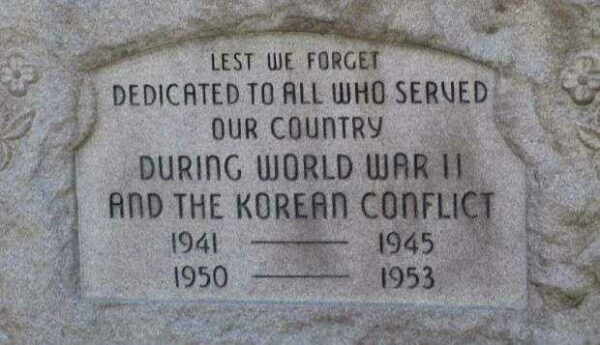 LEST WE FORGET
DEDICATED TO ALL WHO SERVED
OUR COUNTRY
DURING WORLD WAR II
AND THE KOREAN CONFLICT
1941 — 1945
1950 — 1953